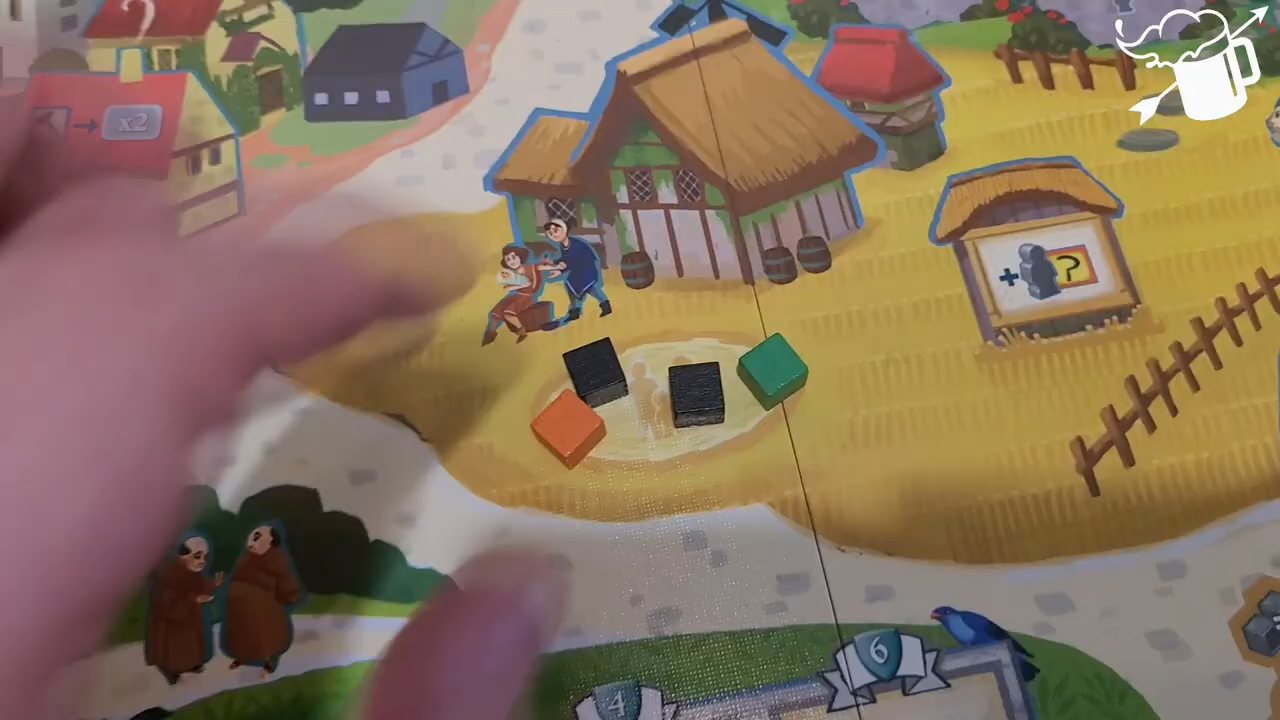 ?
→ x2
+ ?
6
4